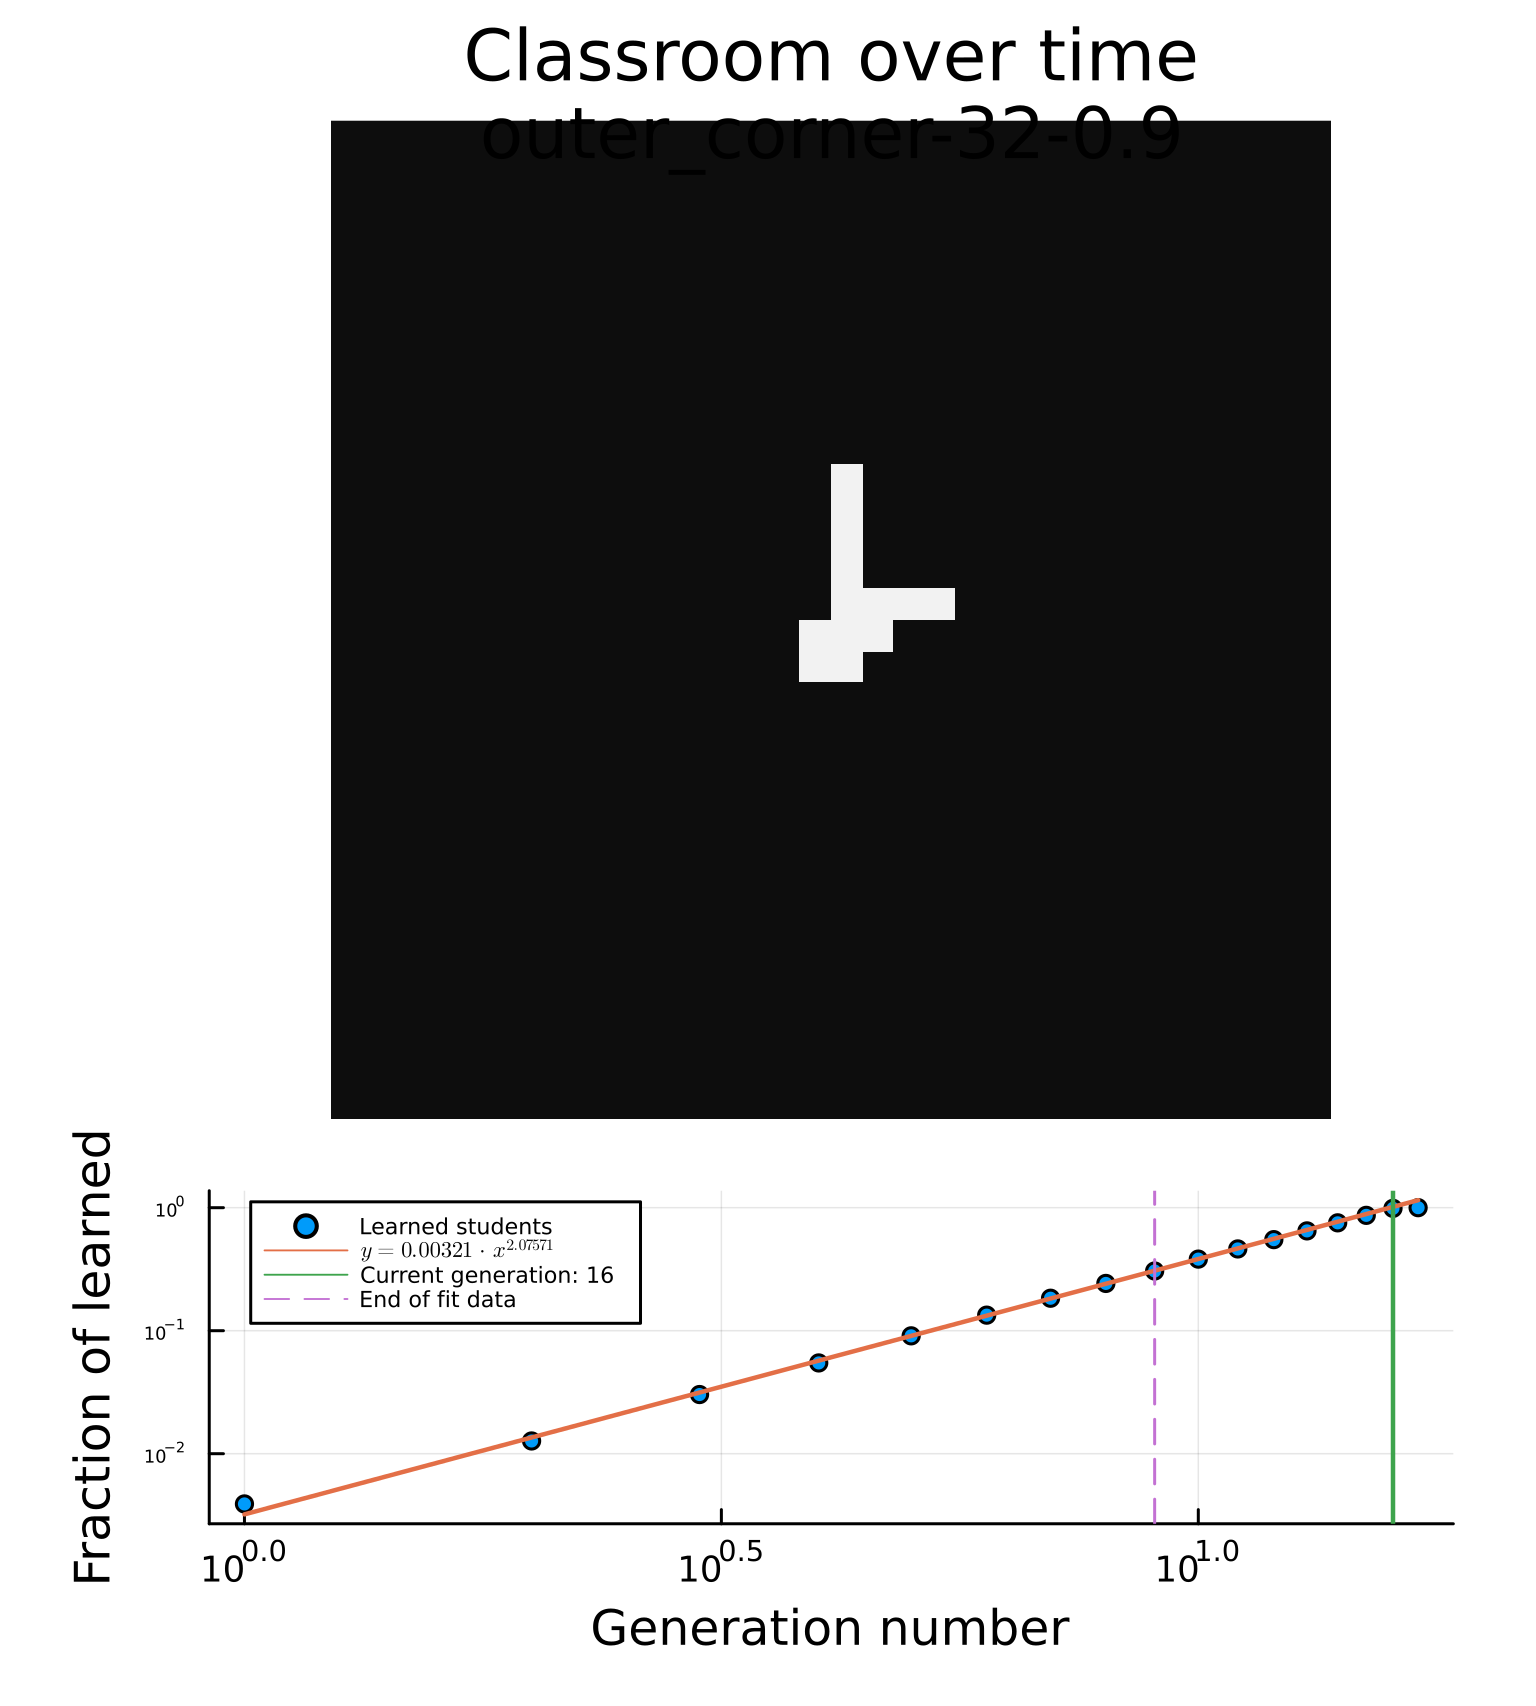 Classroom over time
outer_corner-32-0.9
Fraction of learned
10^0
10^-1
10^-2
Learned students
y = 0.00321 · x^2.07571
Current generation: 16
End of fit data
10^0.0 10^0.5 10^1.0
Generation number